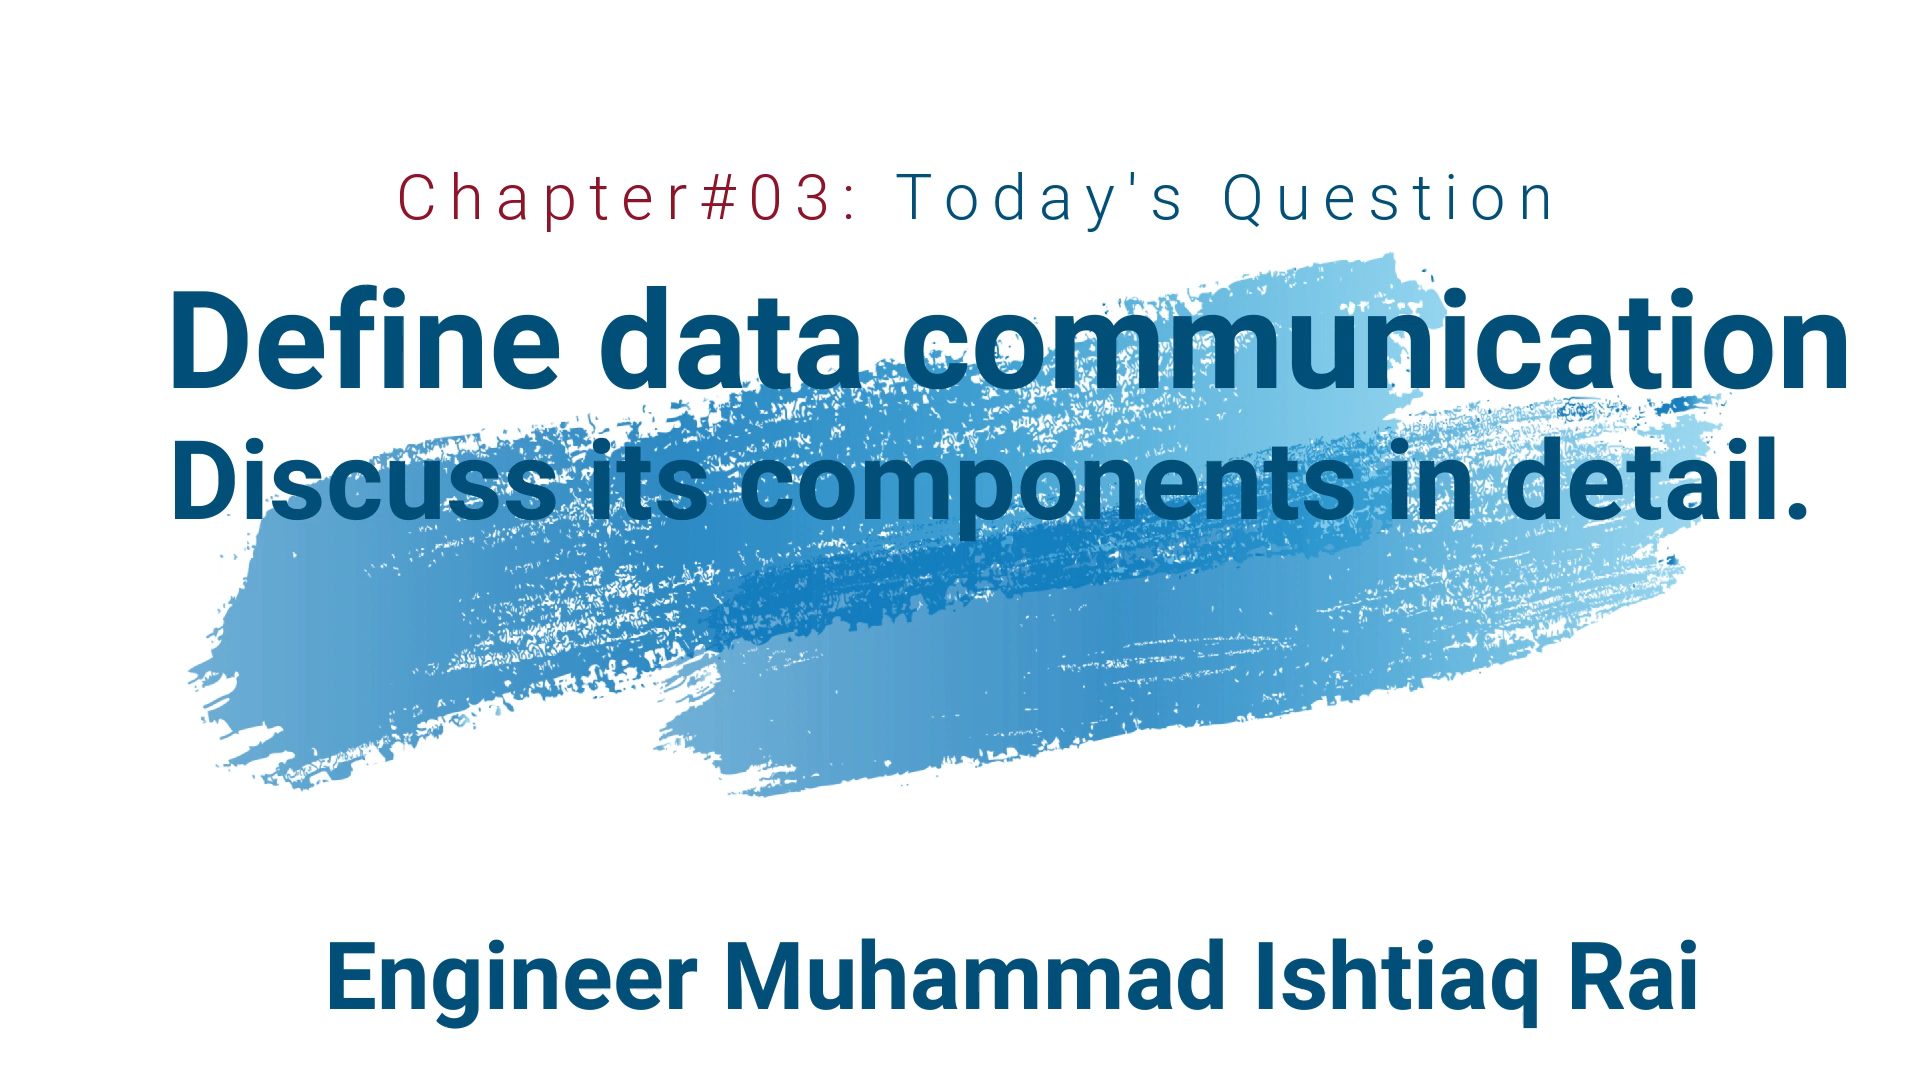 Chapter#03: Today's Question
Define data communication
Discuss its components in detail.
Engineer Muhammad Ishtiaq Rai